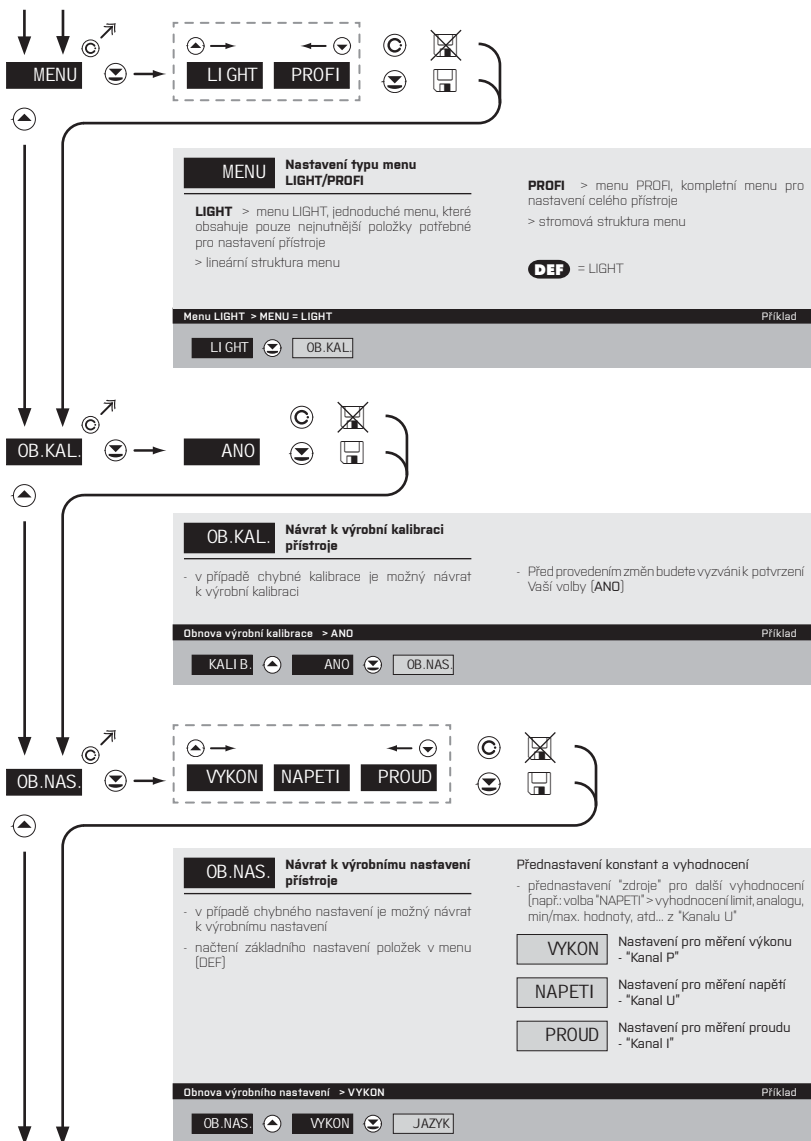 MENU
LIGHT PROFI
MENU
Nastavení typu menu
LIGHT/PROFI
LIGHT > menu LIGHT, jednoduché menu, které
obsahuje pouze nejnutnější položky potřebné
pro nastavení přístroje
> lineární struktura menu
PROFI > menu PROFI, kompletní menu pro
nastavení celého přístroje
> stromová struktura menu
DEF = LIGHT
Menu LIGHT > MENU = LIGHT Příklad
LIGHT OB.KAL.
OB.KAL. ANO
OB.KAL.
Návrat k výrobní kalibraci
přístroje
- v případě chybné kalibrace je možný návrat
k výrobní kalibraci
- Před provedením změn budete vyzváni k potvrzení
Vaší volby (ANO)
Obnova výrobní kalibrace > ANO Příklad
KALIB. ANO OB.NAS.
OB.NAS. VYKON NAPETI PROUD
OB.NAS.
Návrat k výrobnímu nastavení
přístroje
- v případě chybného nastavení je možný návrat
k výrobnímu nastavení
- načtení základního nastavení položek v menu
(DEF)
Přednastavení konstant a vyhodnocení
- přednastavení "zdroje" pro další vyhodnocení
(např.: volba "NAPETI" > vyhodnocení limit, analogu,
min/max. hodnoty, atd... z "Kanalu U"
VYKON
Nastavení pro měření výkonu
- "Kanal P"
NAPETI
Nastavení pro měření napětí
- "Kanal U"
PROUD
Nastavení pro měření proudu
- "Kanal I"
Obnova výrobního nastavení > VYKON Příklad
OB.NAS. VYKON JAZYK